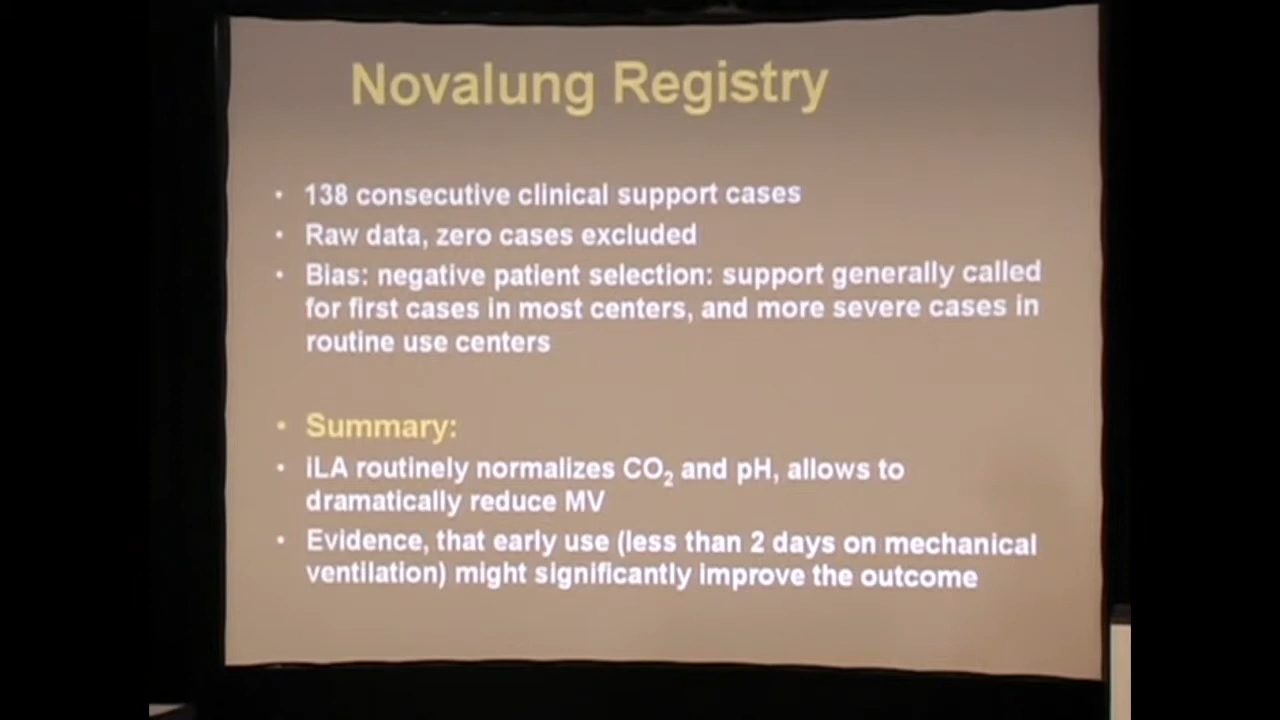 Novalung Registry
• 138 consecutive clinical support cases
• Raw data, zero cases excluded
• Bias: negative patient selection: support generally called
for first cases in most centers, and more severe cases in
routine use centers
• Summary:
• iLA routinely normalizes CO₂ and pH, allows to
dramatically reduce MV
• Evidence, that early use (less than 2 days on mechanical
ventilation) might significantly improve the outcome